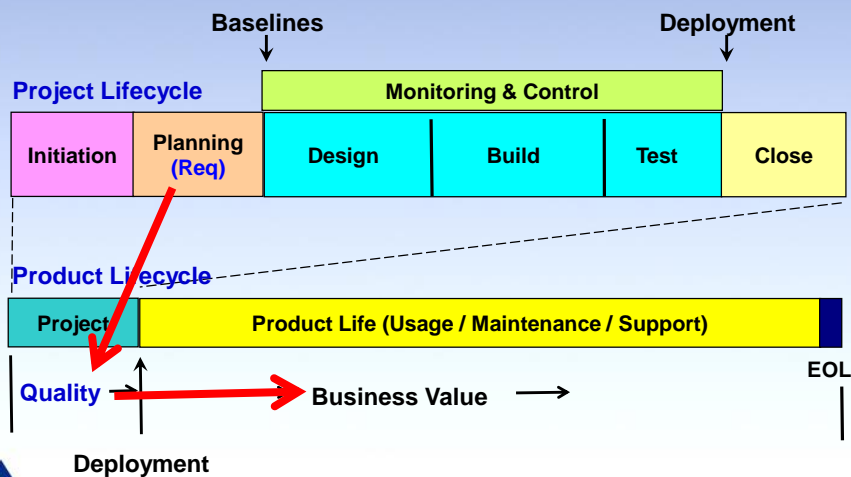 Baselines
Deployment
Project Lifecycle
Monitoring & Control
Initiation
Planning
(Req)
Design
Build
Test
Close
Product Lifecycle
Project
Product Life (Usage / Maintenance / Support)
EOL
Quality
Business Value
Deployment